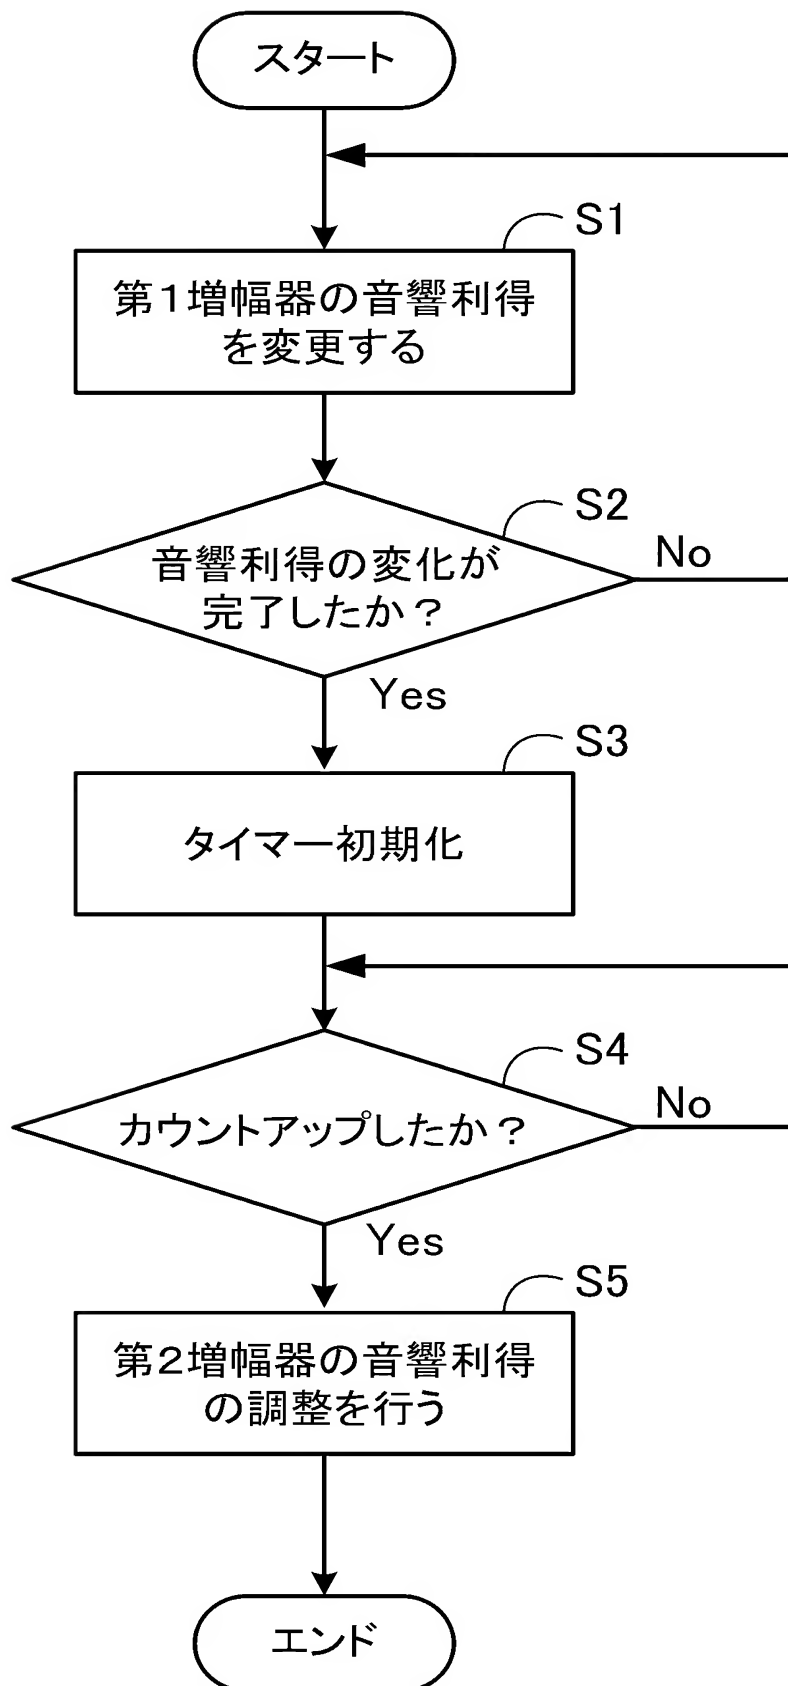 スタート
S1
第1増幅器の音響利得
を変更する
S2
音響利得の変化が
完了したか？
No
Yes
S3
タイマー初期化
S4
カウントアップしたか？
No
Yes
S5
第2増幅器の音響利得
の調整を行う
エンド